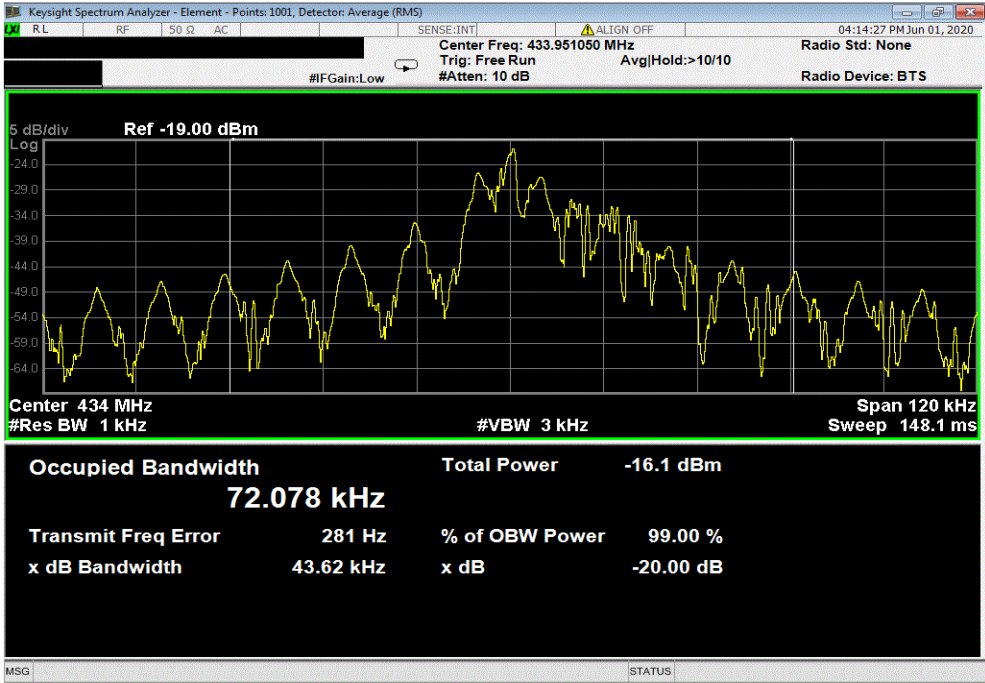 Keysight Spectrum Analyzer - Element - Points: 1001, Detector: Average (RMS)
LXI RL RF 50 Ω AC SENSE:INT ALIGN OFF 04:14:27 PM Jun 01, 2020
Center Freq: 433.951050 MHz Radio Std: None
Trig: Free Run Avg|Hold:>10/10
#IFGain:Low #Atten: 10 dB Radio Device: BTS
5 dB/div Ref -19.00 dBm
Log
-24.0
-29.0
-34.0
-39.0
-44.0
-49.0
-54.0
-59.0
-64.0
Center 434 MHz Span 120 kHz
#Res BW 1 kHz #VBW 3 kHz Sweep 148.1 ms
Occupied Bandwidth Total Power -16.1 dBm
72.078 kHz
Transmit Freq Error 281 Hz % of OBW Power 99.00 %
x dB Bandwidth 43.62 kHz x dB -20.00 dB
MSG STATUS